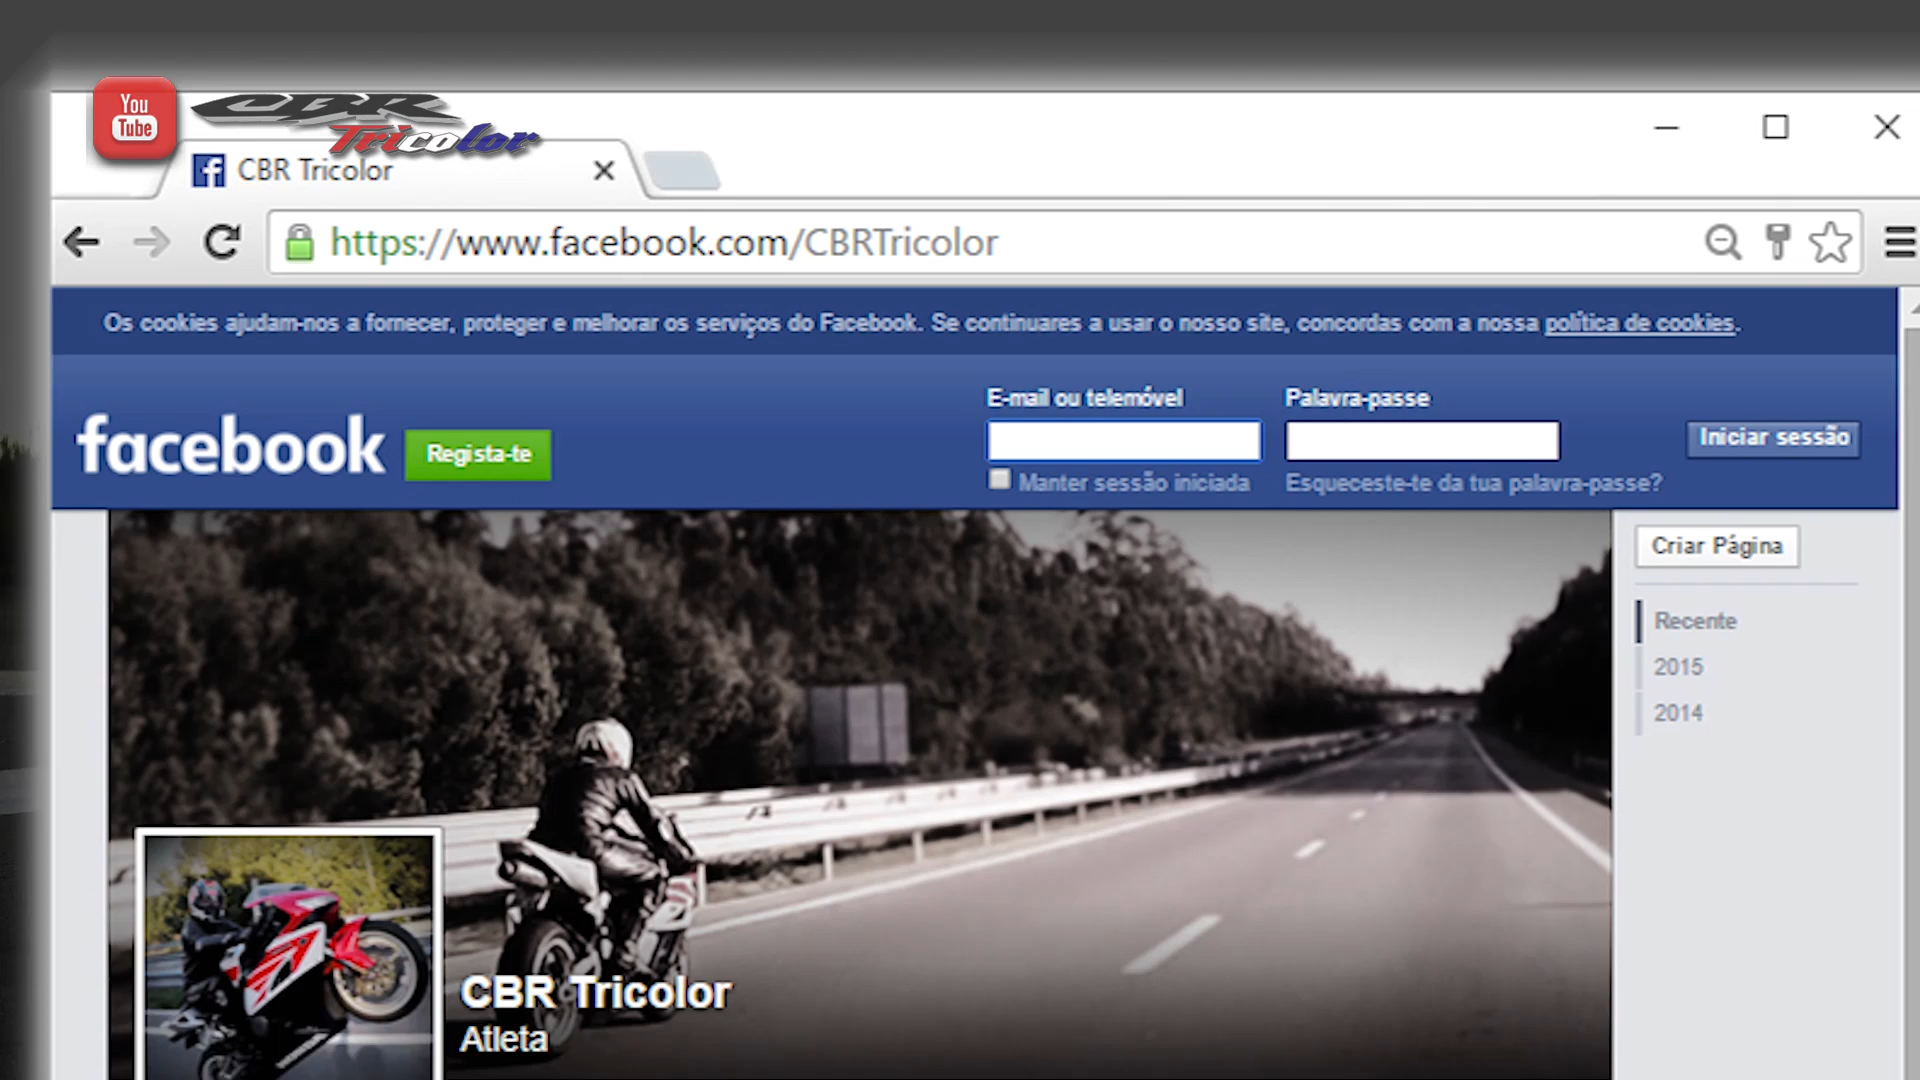 You
Tube
CBR
Tricolor
CBR Tricolor
https://www.facebook.com/CBRTricolor
Os cookies ajudam-nos a fornecer, proteger e melhorar os serviços do Facebook. Se continuares a usar o nosso site, concordas com a nossa política de cookies.
E-mail ou telemóvel
Palavra-passe
facebook
Regista-te
Iniciar sessão
Manter sessão iniciada
Esqueceste-te da tua palavra-passe?
Criar Página
Recente
2015
2014
CBR Tricolor
Atleta